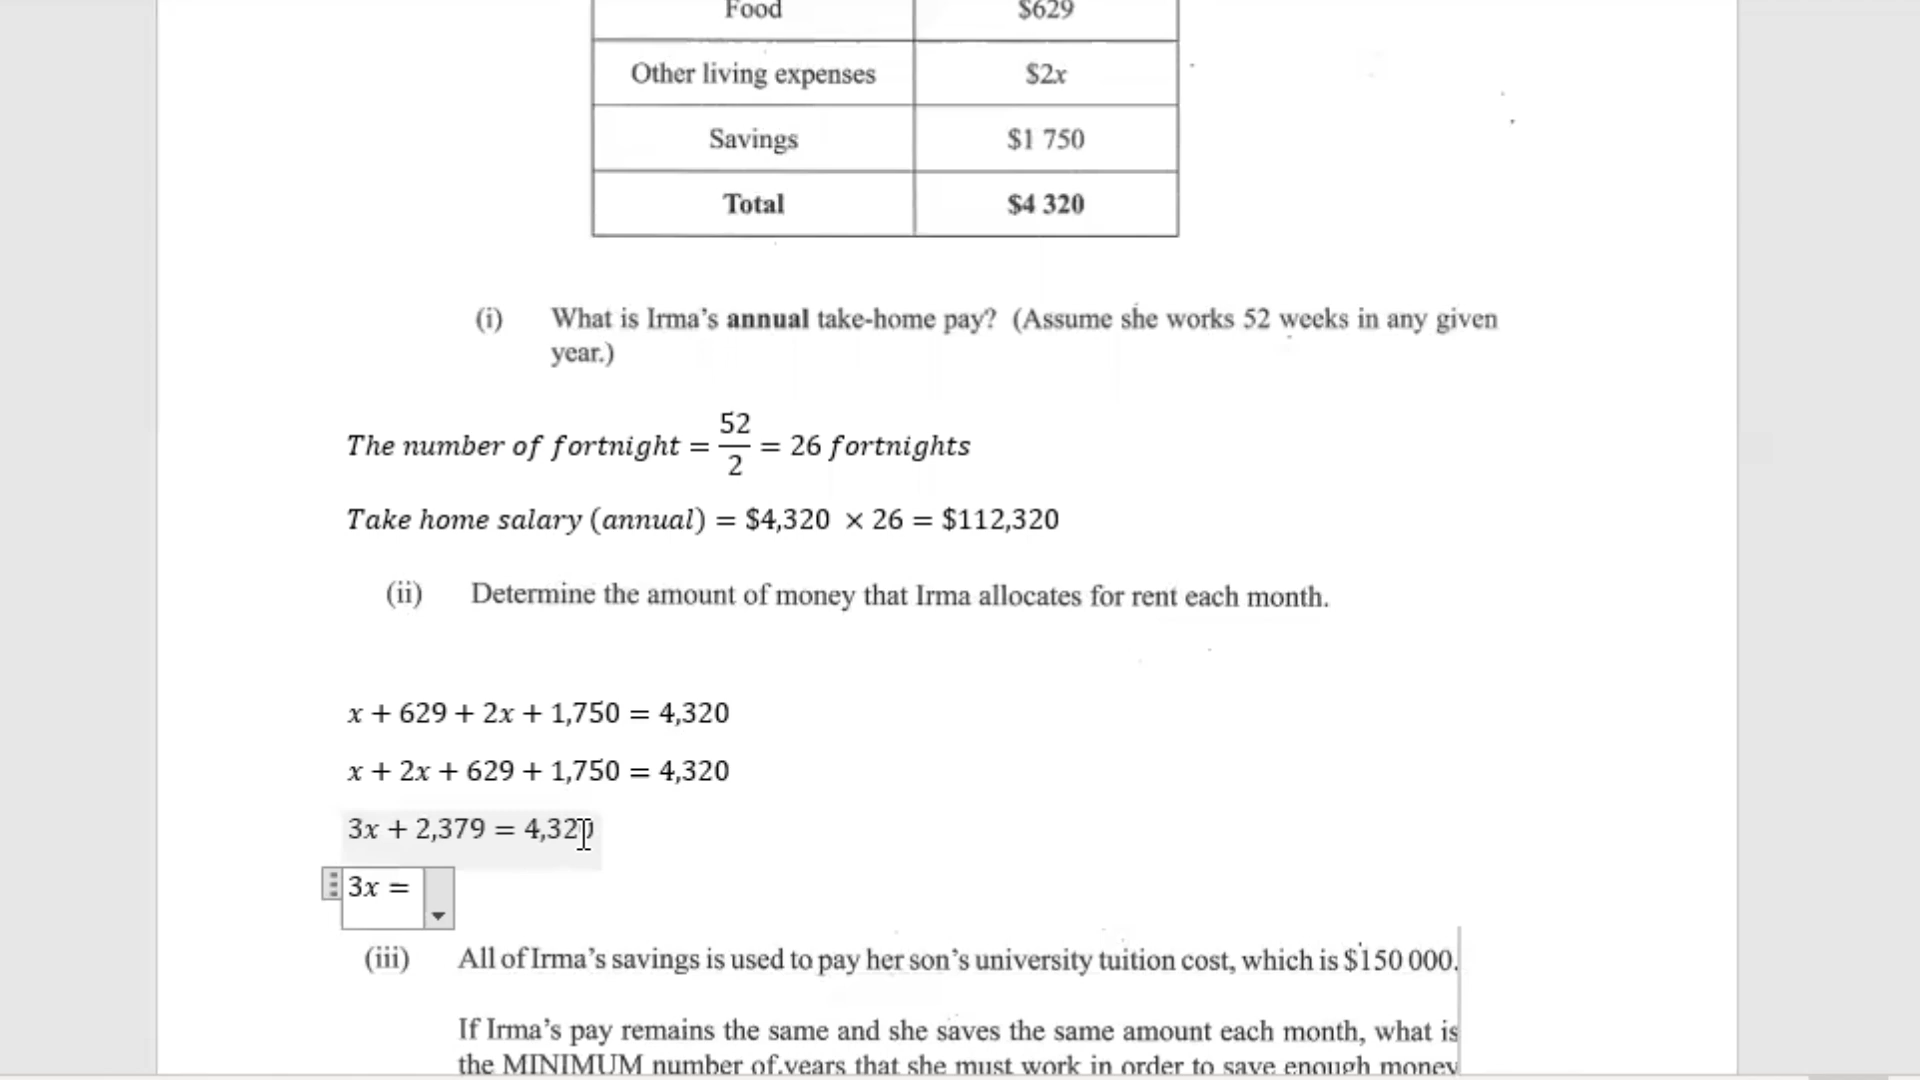 Food $629
Other living expenses $2x
Savings $1 750
Total $4 320
(i) What is Irma's annual take-home pay? (Assume she works 52 weeks in any given
year.)
The number of fortnight = 52/2 = 26 fortnights
Take home salary (annual) = $4,320 × 26 = $112,320
(ii) Determine the amount of money that Irma allocates for rent each month.
x + 629 + 2x + 1,750 = 4,320
x + 2x + 629 + 1,750 = 4,320
3x + 2,379 = 4,320
3x =
(iii) All of Irma's savings is used to pay her son's university tuition cost, which is $150 000.
If Irma's pay remains the same and she saves the same amount each month, what is
the MINIMUM number of years that she must work in order to save enough money